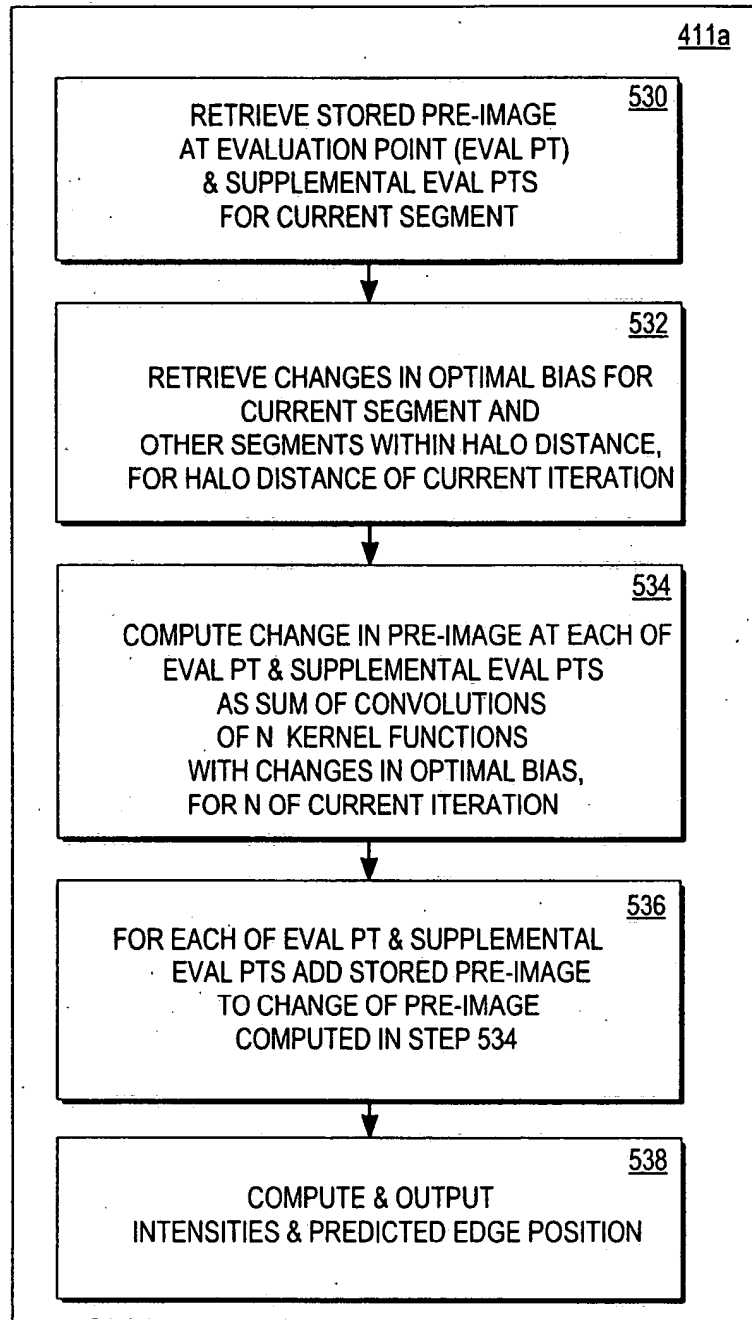 411a
530
RETRIEVE STORED PRE-IMAGE
AT EVALUATION POINT (EVAL PT)
& SUPPLEMENTAL EVAL PTS
FOR CURRENT SEGMENT
532
RETRIEVE CHANGES IN OPTIMAL BIAS FOR
CURRENT SEGMENT AND
OTHER SEGMENTS WITHIN HALO DISTANCE,
FOR HALO DISTANCE OF CURRENT ITERATION
534
COMPUTE CHANGE IN PRE-IMAGE AT EACH OF
EVAL PT & SUPPLEMENTAL EVAL PTS
AS SUM OF CONVOLUTIONS
OF N KERNEL FUNCTIONS
WITH CHANGES IN OPTIMAL BIAS,
FOR N OF CURRENT ITERATION
536
FOR EACH OF EVAL PT & SUPPLEMENTAL
EVAL PTS ADD STORED PRE-IMAGE
TO CHANGE OF PRE-IMAGE
COMPUTED IN STEP 534
538
COMPUTE & OUTPUT
INTENSITIES & PREDICTED EDGE POSITION